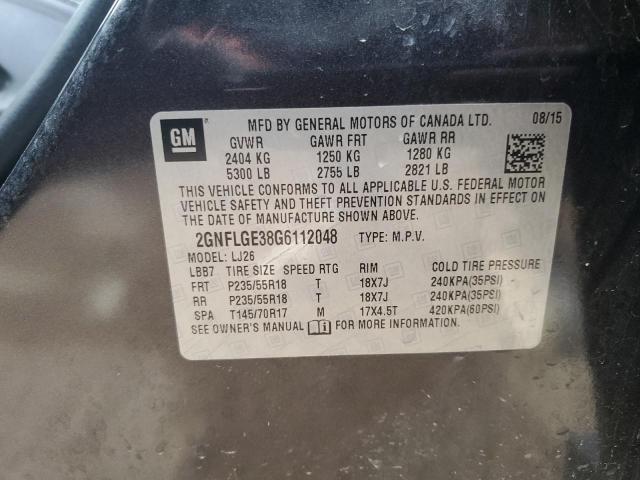 GM
MFD BY GENERAL MOTORS OF CANADA LTD. 08/15
GVWR GAWR FRT GAWR RR
2404 KG 1250 KG 1280 KG
5300 LB 2755 LB 2821 LB
THIS VEHICLE CONFORMS TO ALL APPLICABLE U.S. FEDERAL MOTOR
VEHICLE SAFETY AND THEFT PREVENTION STANDARDS IN EFFECT ON
THE DATE OF MANUFACTURE SHOWN ABOVE.
2GNFLGE38G6112048 TYPE: M.P.V.
MODEL: LJ26
LBB7 TIRE SIZE SPEED RTG RIM COLD TIRE PRESSURE
FRT P235/55R18 T 18X7J 240KPA(35PSI)
RR P235/55R18 T 18X7J 240KPA(35PSI)
SPA T145/70R17 M 17X4.5T 420KPA(60PSI)
SEE OWNER'S MANUAL FOR MORE INFORMATION.